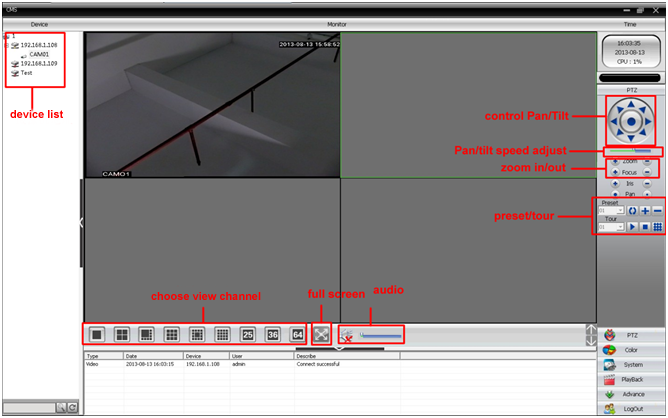 CMS
Device
Monitor
Time
1
192.168.1.108
CAM01
192.168.1.109
Test
device list
2013-08-13 15:58:52
CAM01
16:03:35
2013-08-13
CPU : 1%
PTZ
control Pan/Tilt
Pan/tilt speed adjust
zoom in/out
Zoom
Focus
Iris
Pan
preset/tour
Preset
01
Tour
01
choose view channel
full screen
audio
25
36
64
Type
Date
Device
User
Describe
Video
2013-08-13 16:03:15
192.168.1.108
admin
Connect successful
PTZ
Color
System
PlayBack
Advance
LogOut